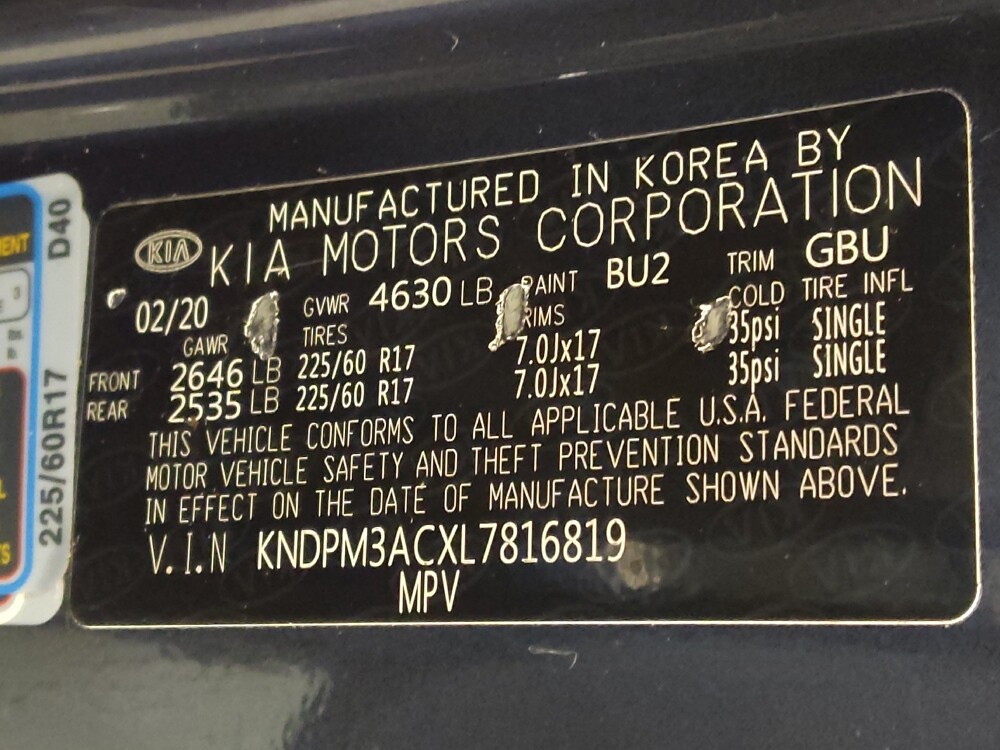 MANUFACTURED IN KOREA BY
KIA KIA MOTORS CORPORATION
02/20 GVWR 4630 LB PAINT BU2 TRIM GBU
GAWR TIRES RIMS COLD TIRE INFL
FRONT 2646 LB 225/60 R17 7.0Jx17 35psi SINGLE
REAR 2535 LB 225/60 R17 7.0Jx17 35psi SINGLE
THIS VEHICLE CONFORMS TO ALL APPLICABLE U.S.A. FEDERAL
MOTOR VEHICLE SAFETY AND THEFT PREVENTION STANDARDS
IN EFFECT ON THE DATE OF MANUFACTURE SHOWN ABOVE.
V.I.N KNDPM3ACXL7816819
MPV
225/60R17 D40
3